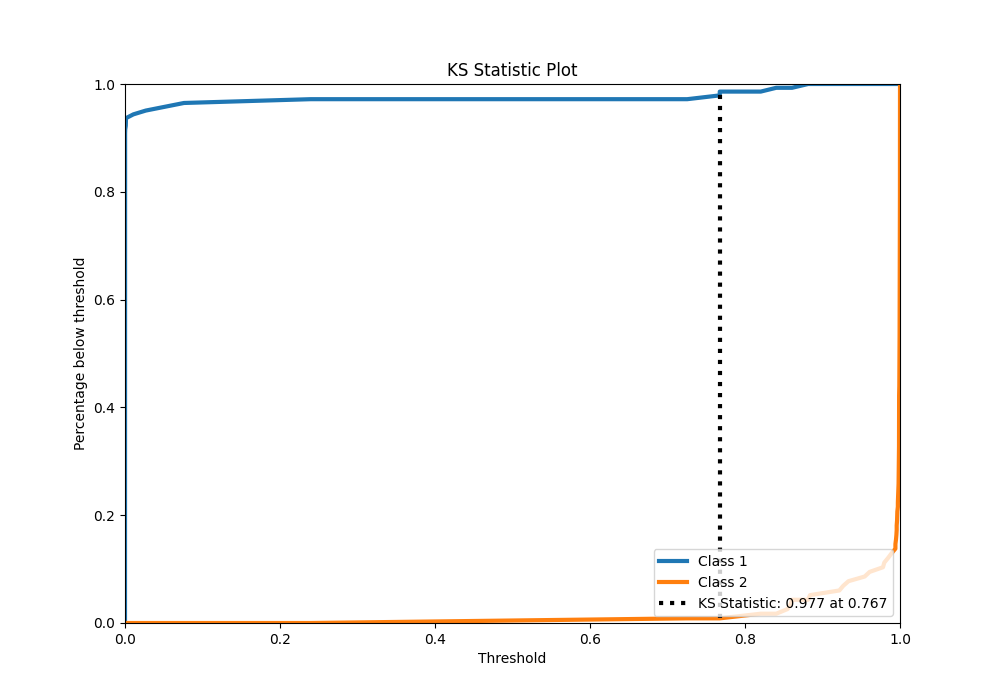 KS Statistic Plot
Percentage below threshold
1.0
0.8
0.6
0.4
0.2
0.0
0.0 0.2 0.4 0.6 0.8 1.0
Threshold
Class 1
Class 2
KS Statistic: 0.977 at 0.767